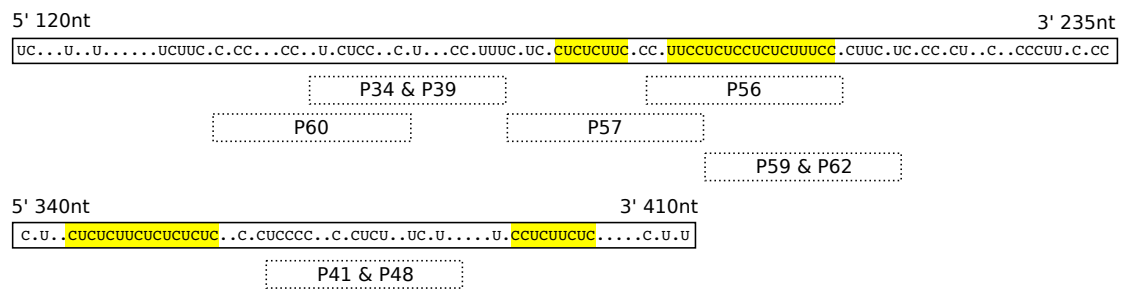 5' 120nt 3' 235nt
UC...U..U......UCUUC.C.CC...CC..U.CUCC..C.U...CC.UUUC.UC.CUCUCUUC.CC.UUCCUCUCCUCUCUUUCC.CUUC.UC.CC.CU..C..CCCUU.C.CC
P34 & P39 P56
P60 P57
P59 & P62
5' 340nt 3' 410nt
C.U..CUCUCUUCUCUCUCUC..C.CUCCCC..C.CUCU..UC.U.....U.CCUCUUCUC.....C.U.U
P41 & P48